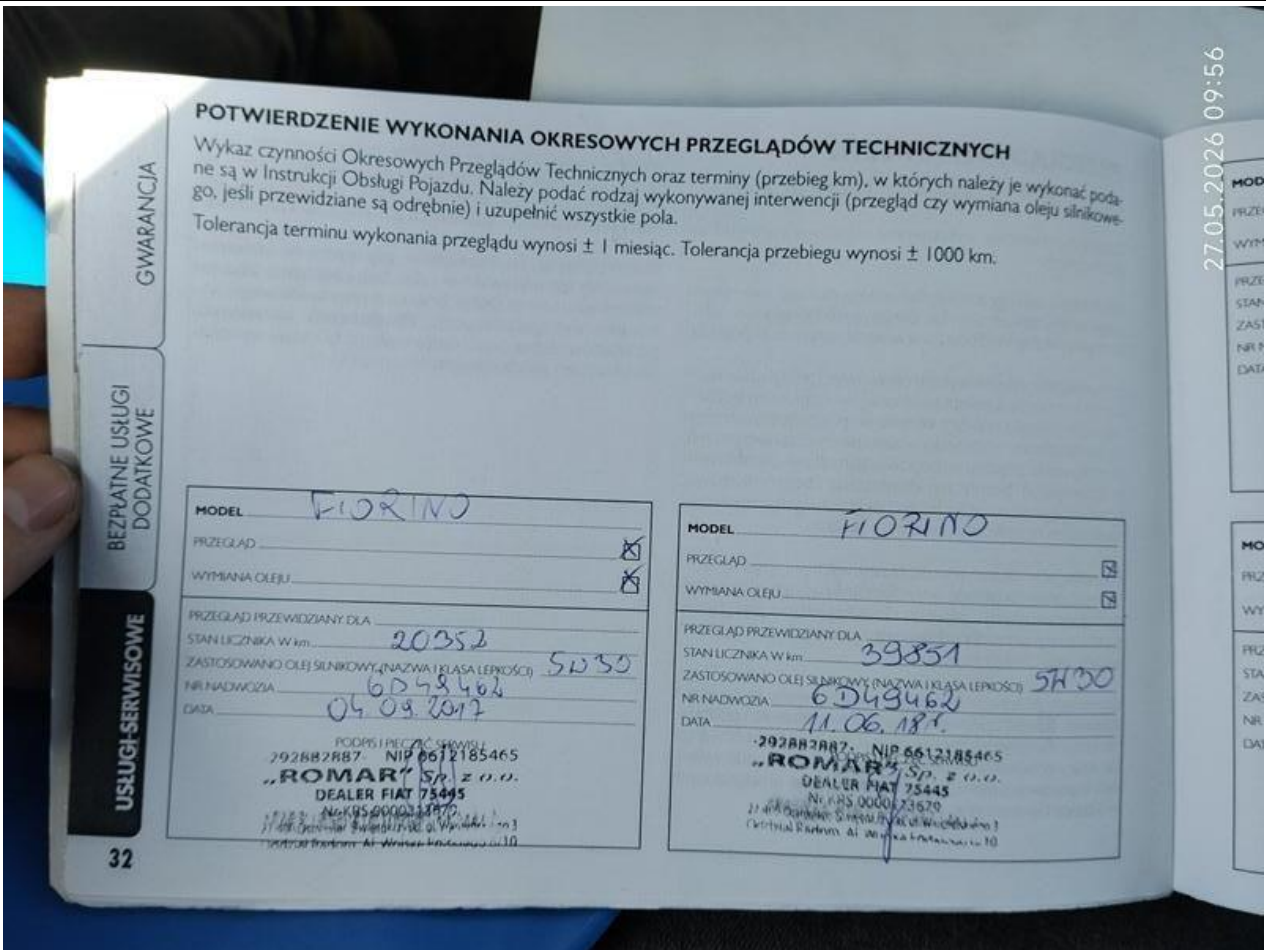 27.05.2026 09:56
POTWIERDZENIE WYKONANIA OKRESOWYCH PRZEGLĄDÓW TECHNICZNYCH
Wykaz czynności Okresowych Przeglądów Technicznych oraz terminy (przebieg km), w których należy je wykonać poda-
ne są w Instrukcji Obsługi Pojazdu. Należy podać rodzaj wykonywanej interwencji (przegląd czy wymiana oleju silnikowe-
go, jeśli przewidziane są odrębnie) i uzupełnić wszystkie pola.
Tolerancja terminu wykonania przeglądu wynosi ± 1 miesiąc. Tolerancja przebiegu wynosi ± 1000 km.
GWARANCJA
BEZPŁATNE USŁUGI
DODATKOWE
USŁUGI SERWISOWE
32
MODEL FIORINO
PRZEGLĄD
WYMIANA OLEJU
PRZEGLĄD PRZEWIDZIANY DLA
STAN LICZNIKA W km 20352
ZASTOSOWANO OLEJ SILNIKOWY (NAZWA I KLASA LEPKOŚCI) 5W30
NR NADWOZIA 6D49462
DATA 04.09.2017
PODPIS I PIECZĘĆ SERWISU
292882887 NIP 6612185465
„ROMAR” Sp. z o.o.
DEALER FIAT 75445
Nr KRS
MODEL FIORINO
PRZEGLĄD
WYMIANA OLEJU
PRZEGLĄD PRZEWIDZIANY DLA
STAN LICZNIKA W km 39851
ZASTOSOWANO OLEJ SILNIKOWY (NAZWA I KLASA LEPKOŚCI) 5W30
NR NADWOZIA 6D49462
DATA 11.06.18r.
292882887 NIP 6612185465
„ROMAR” Sp. z o.o.
DEALER FIAT 75445
Nr KRS